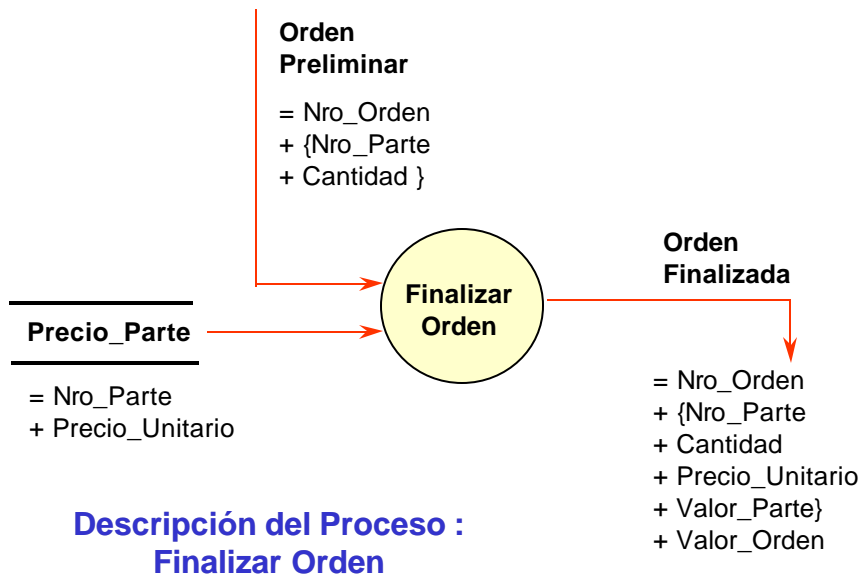 Orden
Preliminar
= Nro_Orden
+ {Nro_Parte
+ Cantidad }
Finalizar
Orden
Orden
Finalizada
Precio_Parte
= Nro_Parte
+ Precio_Unitario
= Nro_Orden
+ {Nro_Parte
+ Cantidad
+ Precio_Unitario
+ Valor_Parte}
+ Valor_Orden
Descripción del Proceso :
Finalizar Orden